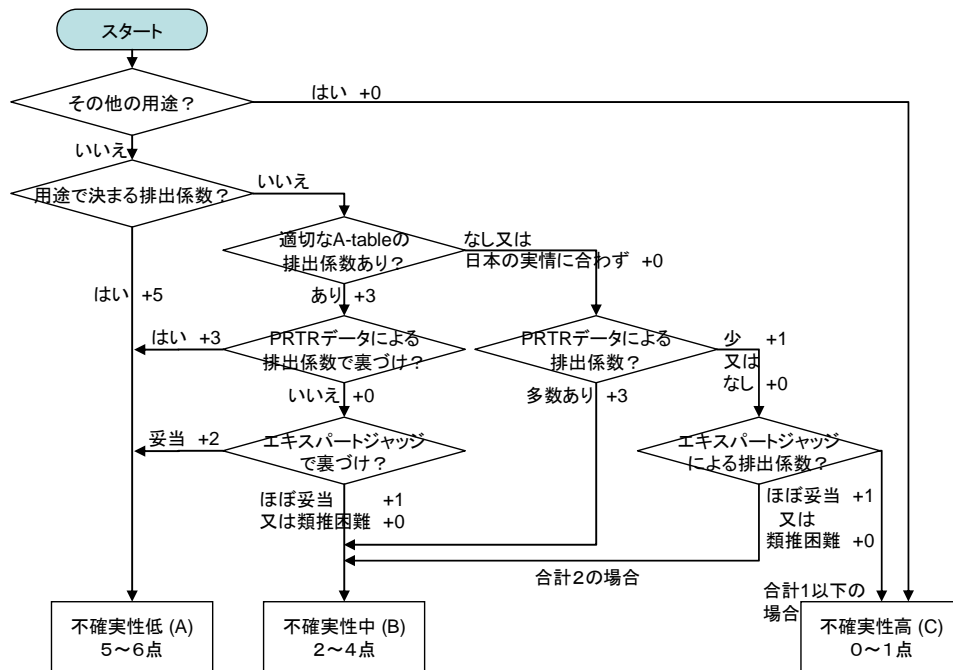 スタート
その他の用途？
はい +0
いいえ
用途で決まる排出係数？
いいえ
適切なA-tableの
排出係数あり？
なし又は
日本の実情に合わず +0
はい +5
あり +3
はい +3
PRTRデータによる
排出係数で裏づけ？
PRTRデータによる
排出係数？
少 +1
又は
なし +0
いいえ +0
多数あり +3
妥当 +2
エキスパートジャッジ
で裏づけ？
エキスパートジャッジ
による排出係数？
ほぼ妥当 +1
又は類推困難 +0
ほぼ妥当 +1
又は
類推困難 +0
合計２の場合
合計1以下の
場合
不確実性低 (A)
５～６点
不確実性中 (B)
２～４点
不確実性高 (C)
０～１点